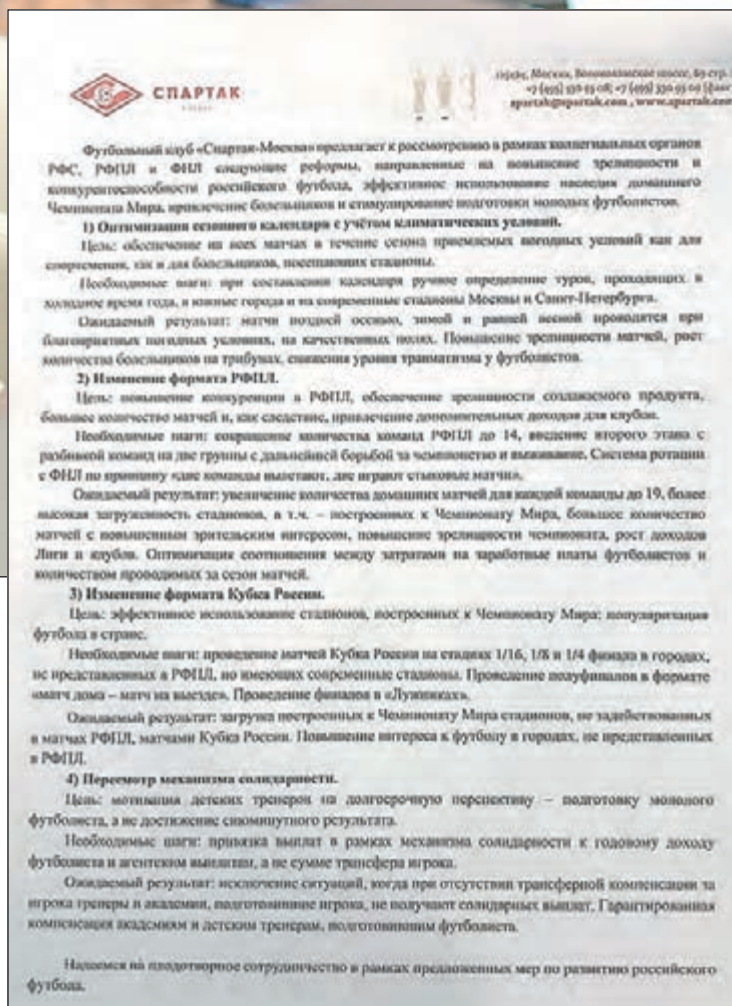 СПАРТАК
Москва, Волоколамское шоссе, 69 стр.
spartak@spartak.com , www.spartak.com
Футбольный клуб «Спартак-Москва» предлагает к рассмотрению в рамках коллегиальных органов
РФС, РФПЛ и ФНЛ следующие реформы, направленные на повышение зрелищности и
конкурентоспособности российского футбола, эффективное использование наследия домашнего
Чемпионата Мира, привлечение болельщиков и стимулирование подготовки молодых футболистов.
1) Оптимизация сезонного календаря с учётом климатических условий.
Цель: обеспечение на всех матчах в течение сезона приемлемых погодных условий как для
спортсменов, так и для болельщиков, посещающих стадионы.
Необходимые шаги: при составлении календаря ручное определение туров, проходящих в
холодное время года, в южные города и на современные стадионы Москвы и Санкт-Петербурга.
Ожидаемый результат: матчи поздней осенью, зимой и ранней весной проводятся при
благоприятных погодных условиях, на качественных полях. Повышение зрелищности матчей, рост
количества болельщиков на трибунах, снижения уровня травматизма у футболистов.
2) Изменение формата РФПЛ.
Цель: повышение конкуренции в РФПЛ, обеспечение зрелищности создаваемого продукта,
большее количество матчей и, как следствие, привлечение дополнительных доходов для клубов.
Необходимые шаги: сокращение количества команд РФПЛ до 14, введение второго этапа с
разбивкой команд на две группы с дальнейшей борьбой за чемпионство и выживание. Система ротации
с ФНЛ по принципу «две команды вылетают, две играют стыковые матчи».
Ожидаемый результат: увеличение количества домашних матчей для каждой команды до 19, более
высокая загруженность стадионов, в т.ч. – построенных к Чемпионату Мира, большее количество
матчей с повышенным зрительским интересом, повышение зрелищности чемпионата, рост доходов
Лиги и клубов. Оптимизация соотношения между затратами на заработные платы футболистов и
количеством проводимых за сезон матчей.
3) Изменение формата Кубка России.
Цель: эффективное использование стадионов, построенных к Чемпионату Мира; популяризация
футбола в стране.
Необходимые шаги: проведение матчей Кубка России на стадиях 1/16, 1/8 и 1/4 финала в городах,
не представленных в РФПЛ, но имеющих современные стадионы. Проведение полуфиналов в формате
«матч дома – матч на выезде». Проведение финалов в «Лужниках».
Ожидаемый результат: загрузка построенных к Чемпионату Мира стадионов, не задействованных
в матчах РФПЛ, матчами Кубка России. Повышение интереса к футболу в городах, не представленных
в РФПЛ.
4) Пересмотр механизма солидарности.
Цель: мотивация детских тренеров на долгосрочную перспективу – подготовку молодого
футболиста, а не достижение сиюминутного результата.
Необходимые шаги: привязка выплат в рамках механизма солидарности к годовому доходу
футболиста и агентским выплатам, а не сумме трансфера игрока.
Ожидаемый результат: исключение ситуаций, когда при отсутствии трансферной компенсации за
игрока тренеры и академии, подготовившие игрока, не получают солидарных выплат. Гарантированная
компенсация академиям и детским тренерам, подготовившим футболиста.
Надеемся на плодотворное сотрудничество в рамках предложенных мер по развитию российского
футбола.